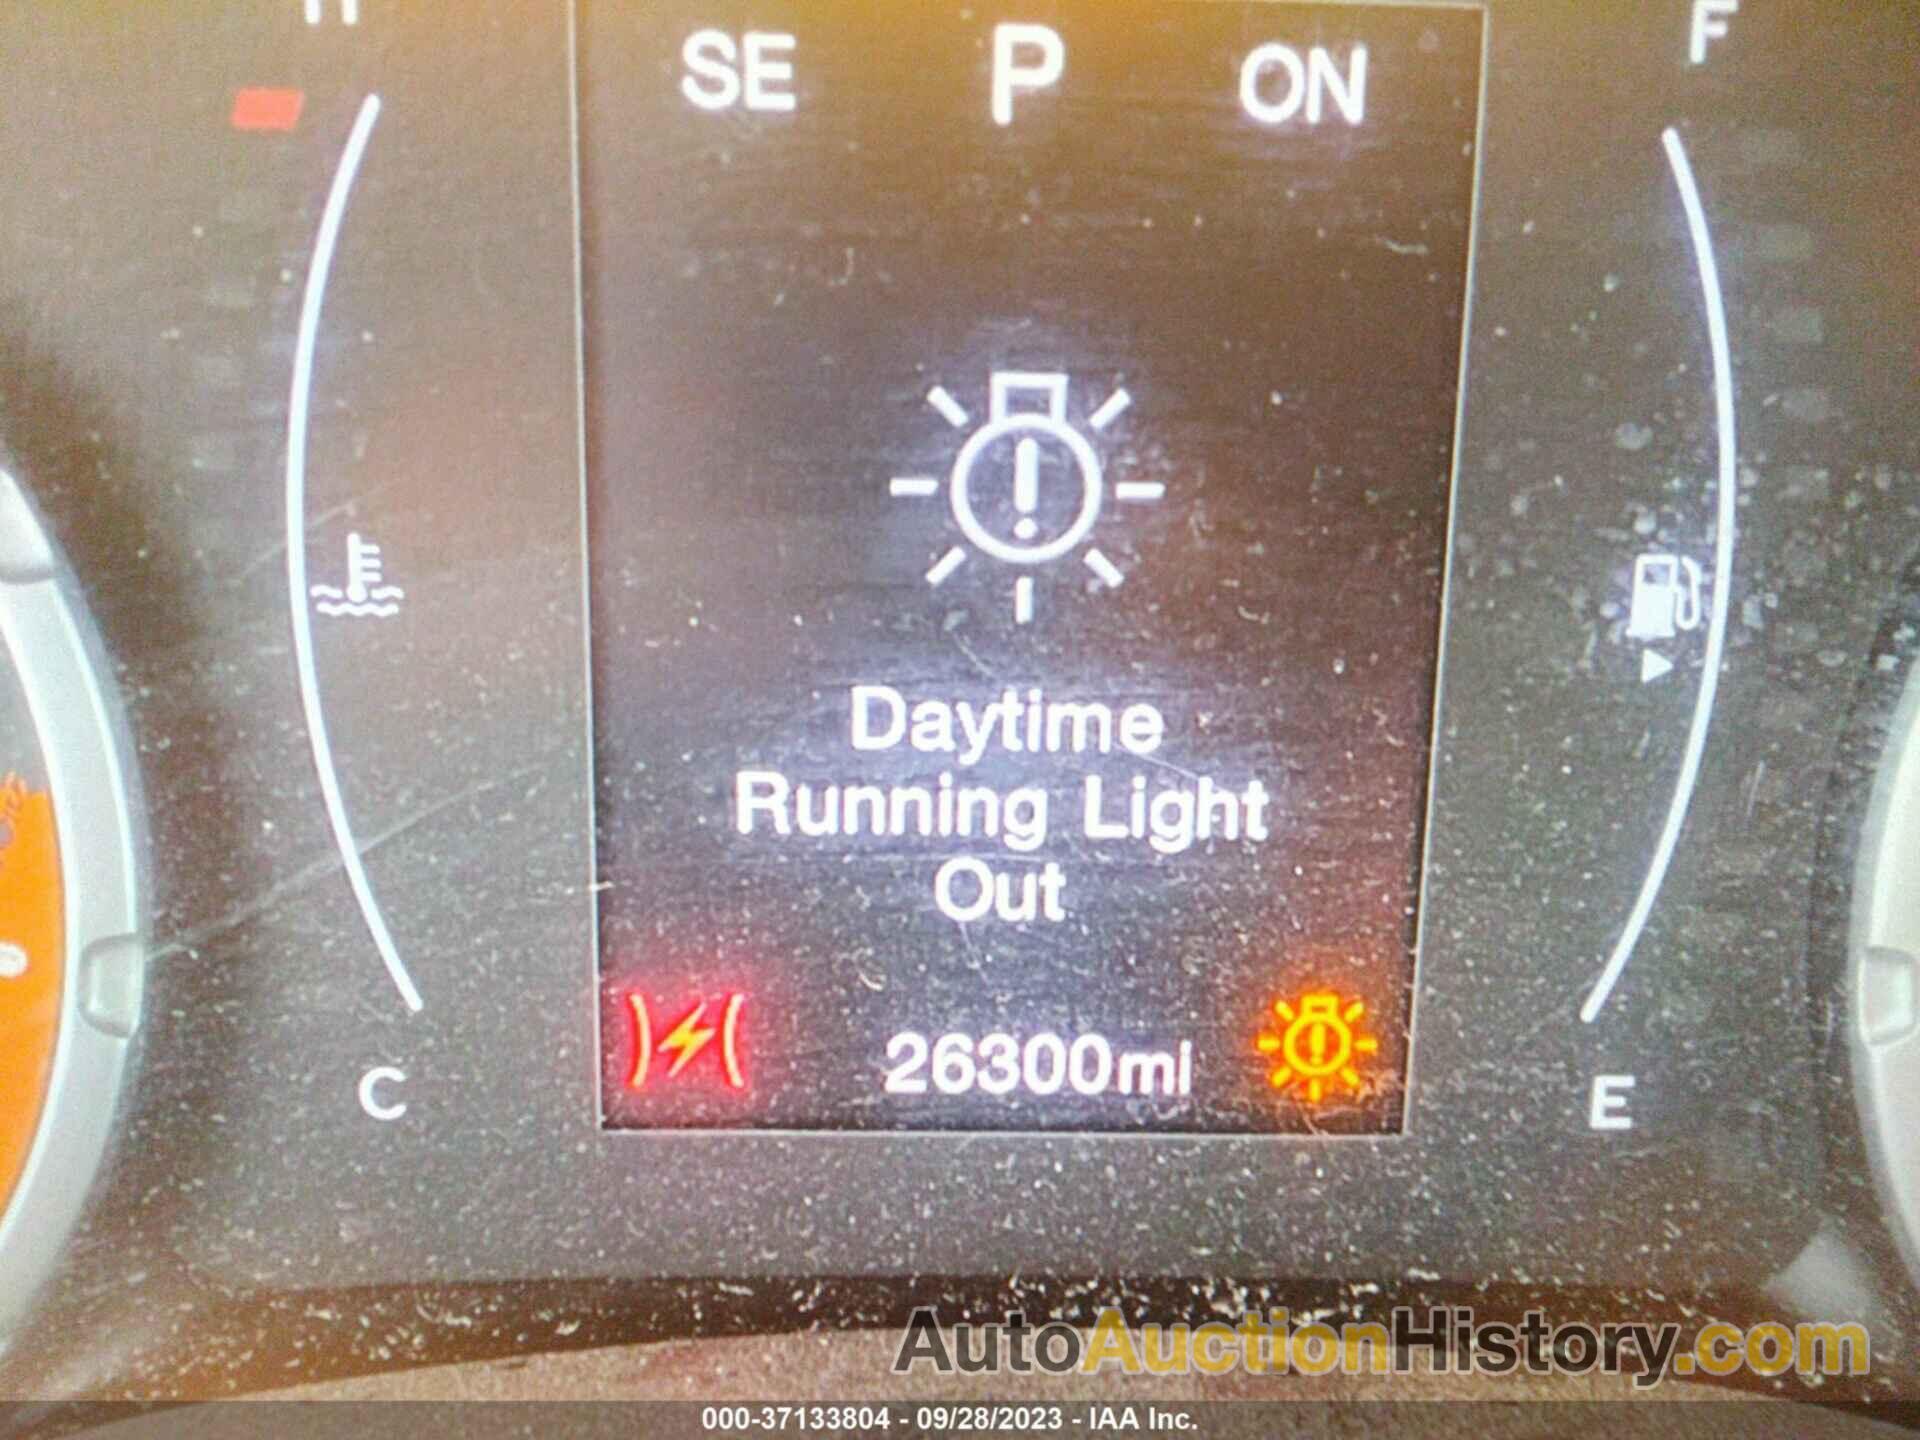 SE P ON F
Daytime
Running Light
Out
26300mi
C E
AutoAuctionHistory.com
000-37133804 - 09/28/2023 - IAA Inc.